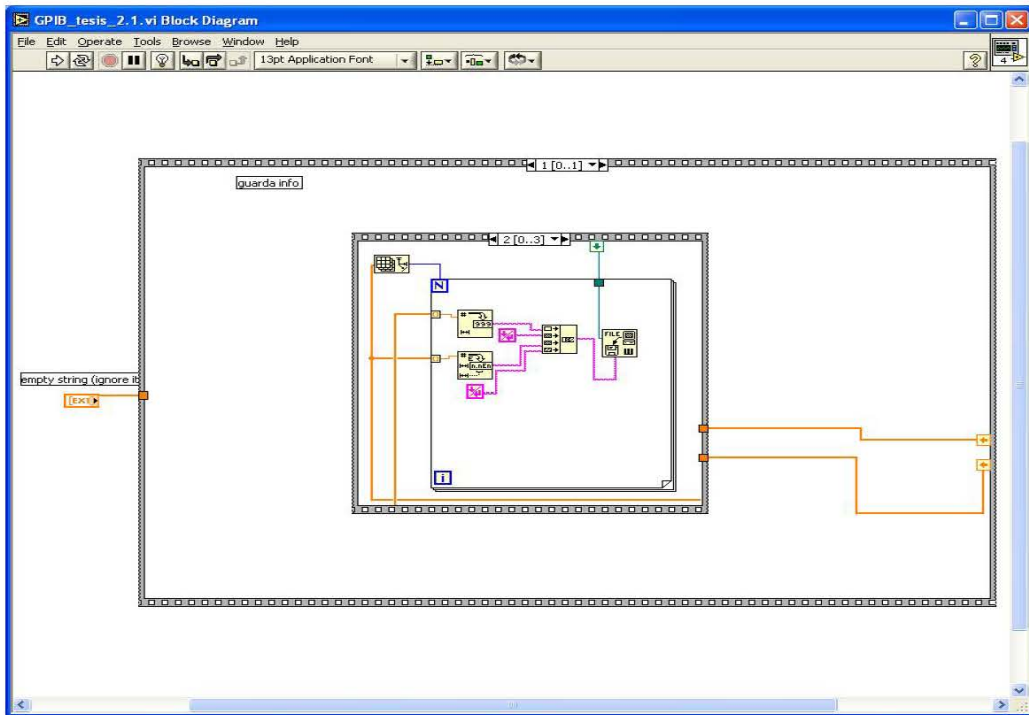 GPIB_tesis_2.1.vi Block Diagram
File Edit Operate Tools Browse Window Help
13pt Application Font
?
4
1 [0..1]
guarda info
2 [0..3]
N
#
???
#
n.nEn
FILE
empty string (ignore it
EXT
i